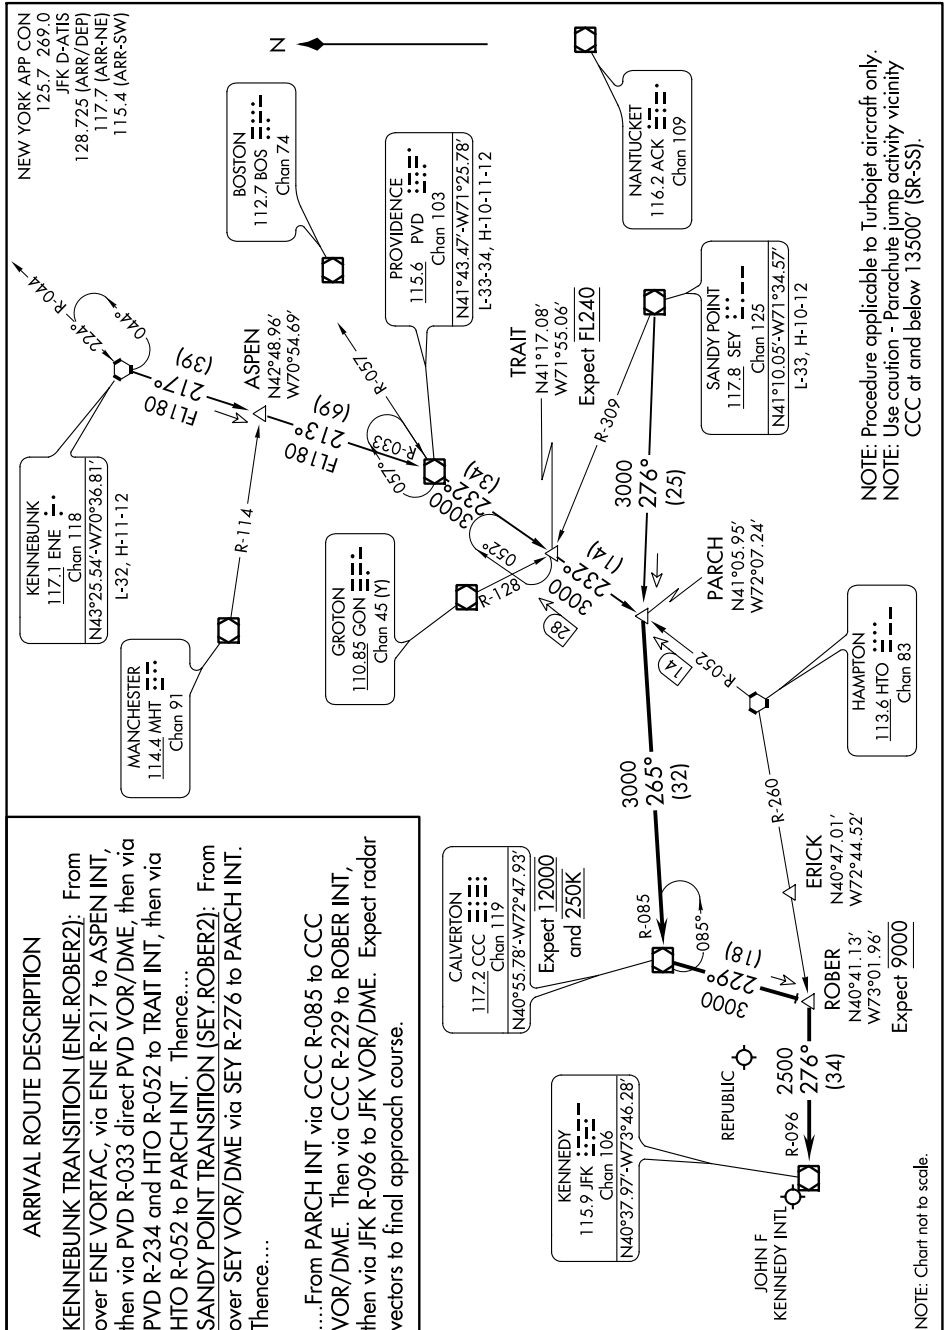 NEW YORK APP CON
125.7 269.0
JFK D-ATIS
128.725 (ARR/DEP)
117.7 (ARR-NE)
115.4 (ARR-SW)
ARRIVAL ROUTE DESCRIPTION
KENNEBUNK TRANSITION (ENE.ROBER2): From
over ENE VORTAC, via ENE R-217 to ASPEN INT,
then via PVD R-033 direct PVD VOR/DME, then via
PVD R-234 and HTO R-052 to TRAIT INT, then via
HTO R-052 to PARCH INT. Thence....
SANDY POINT TRANSITION (SEY.ROBER2): From
over SEY VOR/DME via SEY R-276 to PARCH INT.
Thence....
....From PARCH INT via CCC R-085 to CCC
VOR/DME. Then via CCC R-229 to ROBER INT,
then via JFK R-096 to JFK VOR/DME. Expect radar
vectors to final approach course.
MANCHESTER
114.4 MHT
Chan 91
R-114
KENNEBUNK
117.1 ENE
Chan 118
N43°25.54'-W70°36.81'
L-32, H-11-12
224°
R-044
044°
FL180
217°
(39)
ASPEN
N42°48.96'
W70°54.69'
FL180
213°
(69)
BOSTON
112.7 BOS
Chan 74
N
PROVIDENCE
115.6 PVD
Chan 103
N41°43.47'-W71°25.78'
L-33-34, H-10-11-12
R-057
R-033
057°
3000
232°
(34)
GROTON
110.85 GON
Chan 45 (Y)
R-128
052°
TRAIT
N41°17.08'
W71°55.06'
Expect FL240
R-309
3000
232°
(14)
28
NANTUCKET
116.2 ACK
Chan 109
SANDY POINT
117.8 SEY
Chan 125
N41°10.05'-W71°34.57'
L-33, H-10-12
3000
276°
(25)
PARCH
N41°05.95'
W72°07.24'
14
R-052
HAMPTON
113.6 HTO
Chan 83
R-260
3000
265°
(32)
CALVERTON
117.2 CCC
Chan 119
N40°55.78'-W72°47.93'
Expect 12000
and 250K
R-085
085°
3000
229°
(18)
ERICK
N40°47.01'
W72°44.52'
ROBER
N40°41.13'
W73°01.96'
Expect 9000
REPUBLIC
2500
276°
(34)
R-096
KENNEDY
115.9 JFK
Chan 106
N40°37.97'-W73°46.28'
JOHN F
KENNEDY INTL
NOTE: Procedure applicable to Turbojet aircraft only.
NOTE: Use caution - Parachute jump activity vicinity
CCC at and below 13500' (SR-SS).
NOTE: Chart not to scale.